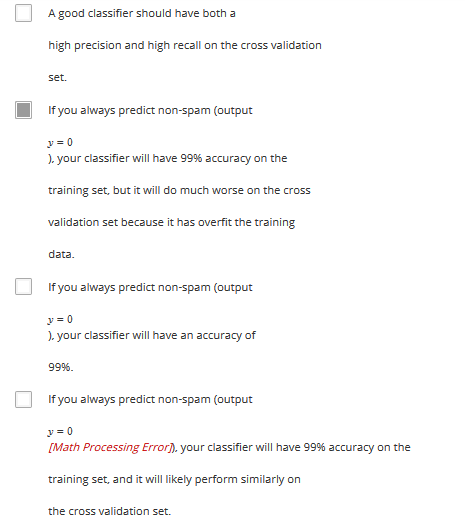 A good classifier should have both a
high precision and high recall on the cross validation
set.
If you always predict non-spam (output
y = 0
), your classifier will have 99% accuracy on the
training set, but it will do much worse on the cross
validation set because it has overfit the training
data.
If you always predict non-spam (output
y = 0
), your classifier will have an accuracy of
99%.
If you always predict non-spam (output
y = 0
[Math Processing Error]), your classifier will have 99% accuracy on the
training set, and it will likely perform similarly on
the cross validation set.